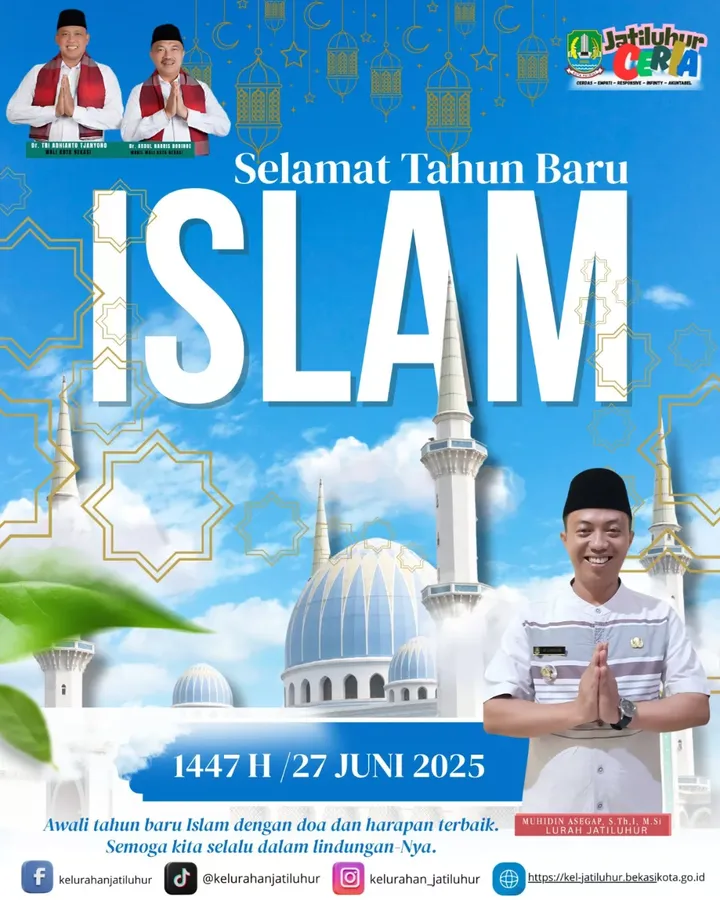 Dr. TRI ADHIANTO TJAHYONO
WALI KOTA BEKASI
Dr. ABDUL HARRIS BOBIHOE
WAKIL WALI KOTA BEKASI
Jatiluhur
CERIA
CERDAS - EMPATI - RESPONSIVE - INFINITY - AKUNTABEL
Selamat Tahun Baru
ISLAM
1447 H /27 JUNI 2025
MUHIDIN ASEGAP, S.Th,I, M.Si
LURAH JATILUHUR
Awali tahun baru Islam dengan doa dan harapan terbaik.
Semoga kita selalu dalam lindungan-Nya.
kelurahanjatiluhur
@kelurahanjatiluhur
kelurahan_jatiluhur
https://kel-jatiluhur.bekasikota.go.id